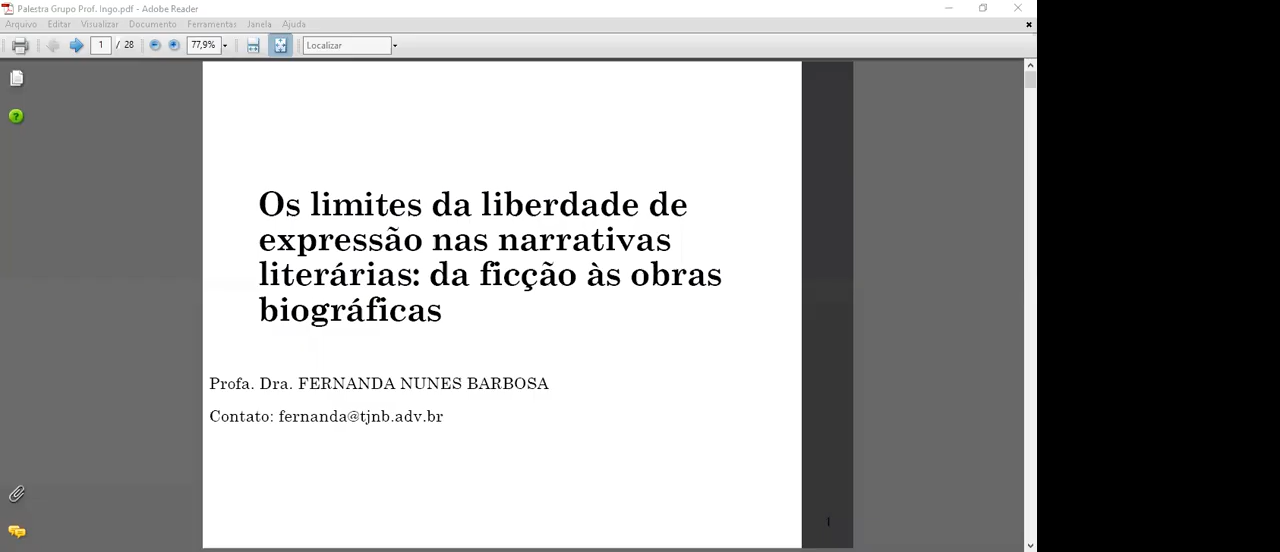 Palestra Grupo Prof. Ingo.pdf - Adobe Reader
Arquivo Editar Visualizar Documento Ferramentas Janela Ajuda
1 / 28 77,9% Localizar
Os limites da liberdade de
expressão nas narrativas
literárias: da ficção às obras
biográficas
Profa. Dra. FERNANDA NUNES BARBOSA
Contato: fernanda@tjnb.adv.br
1